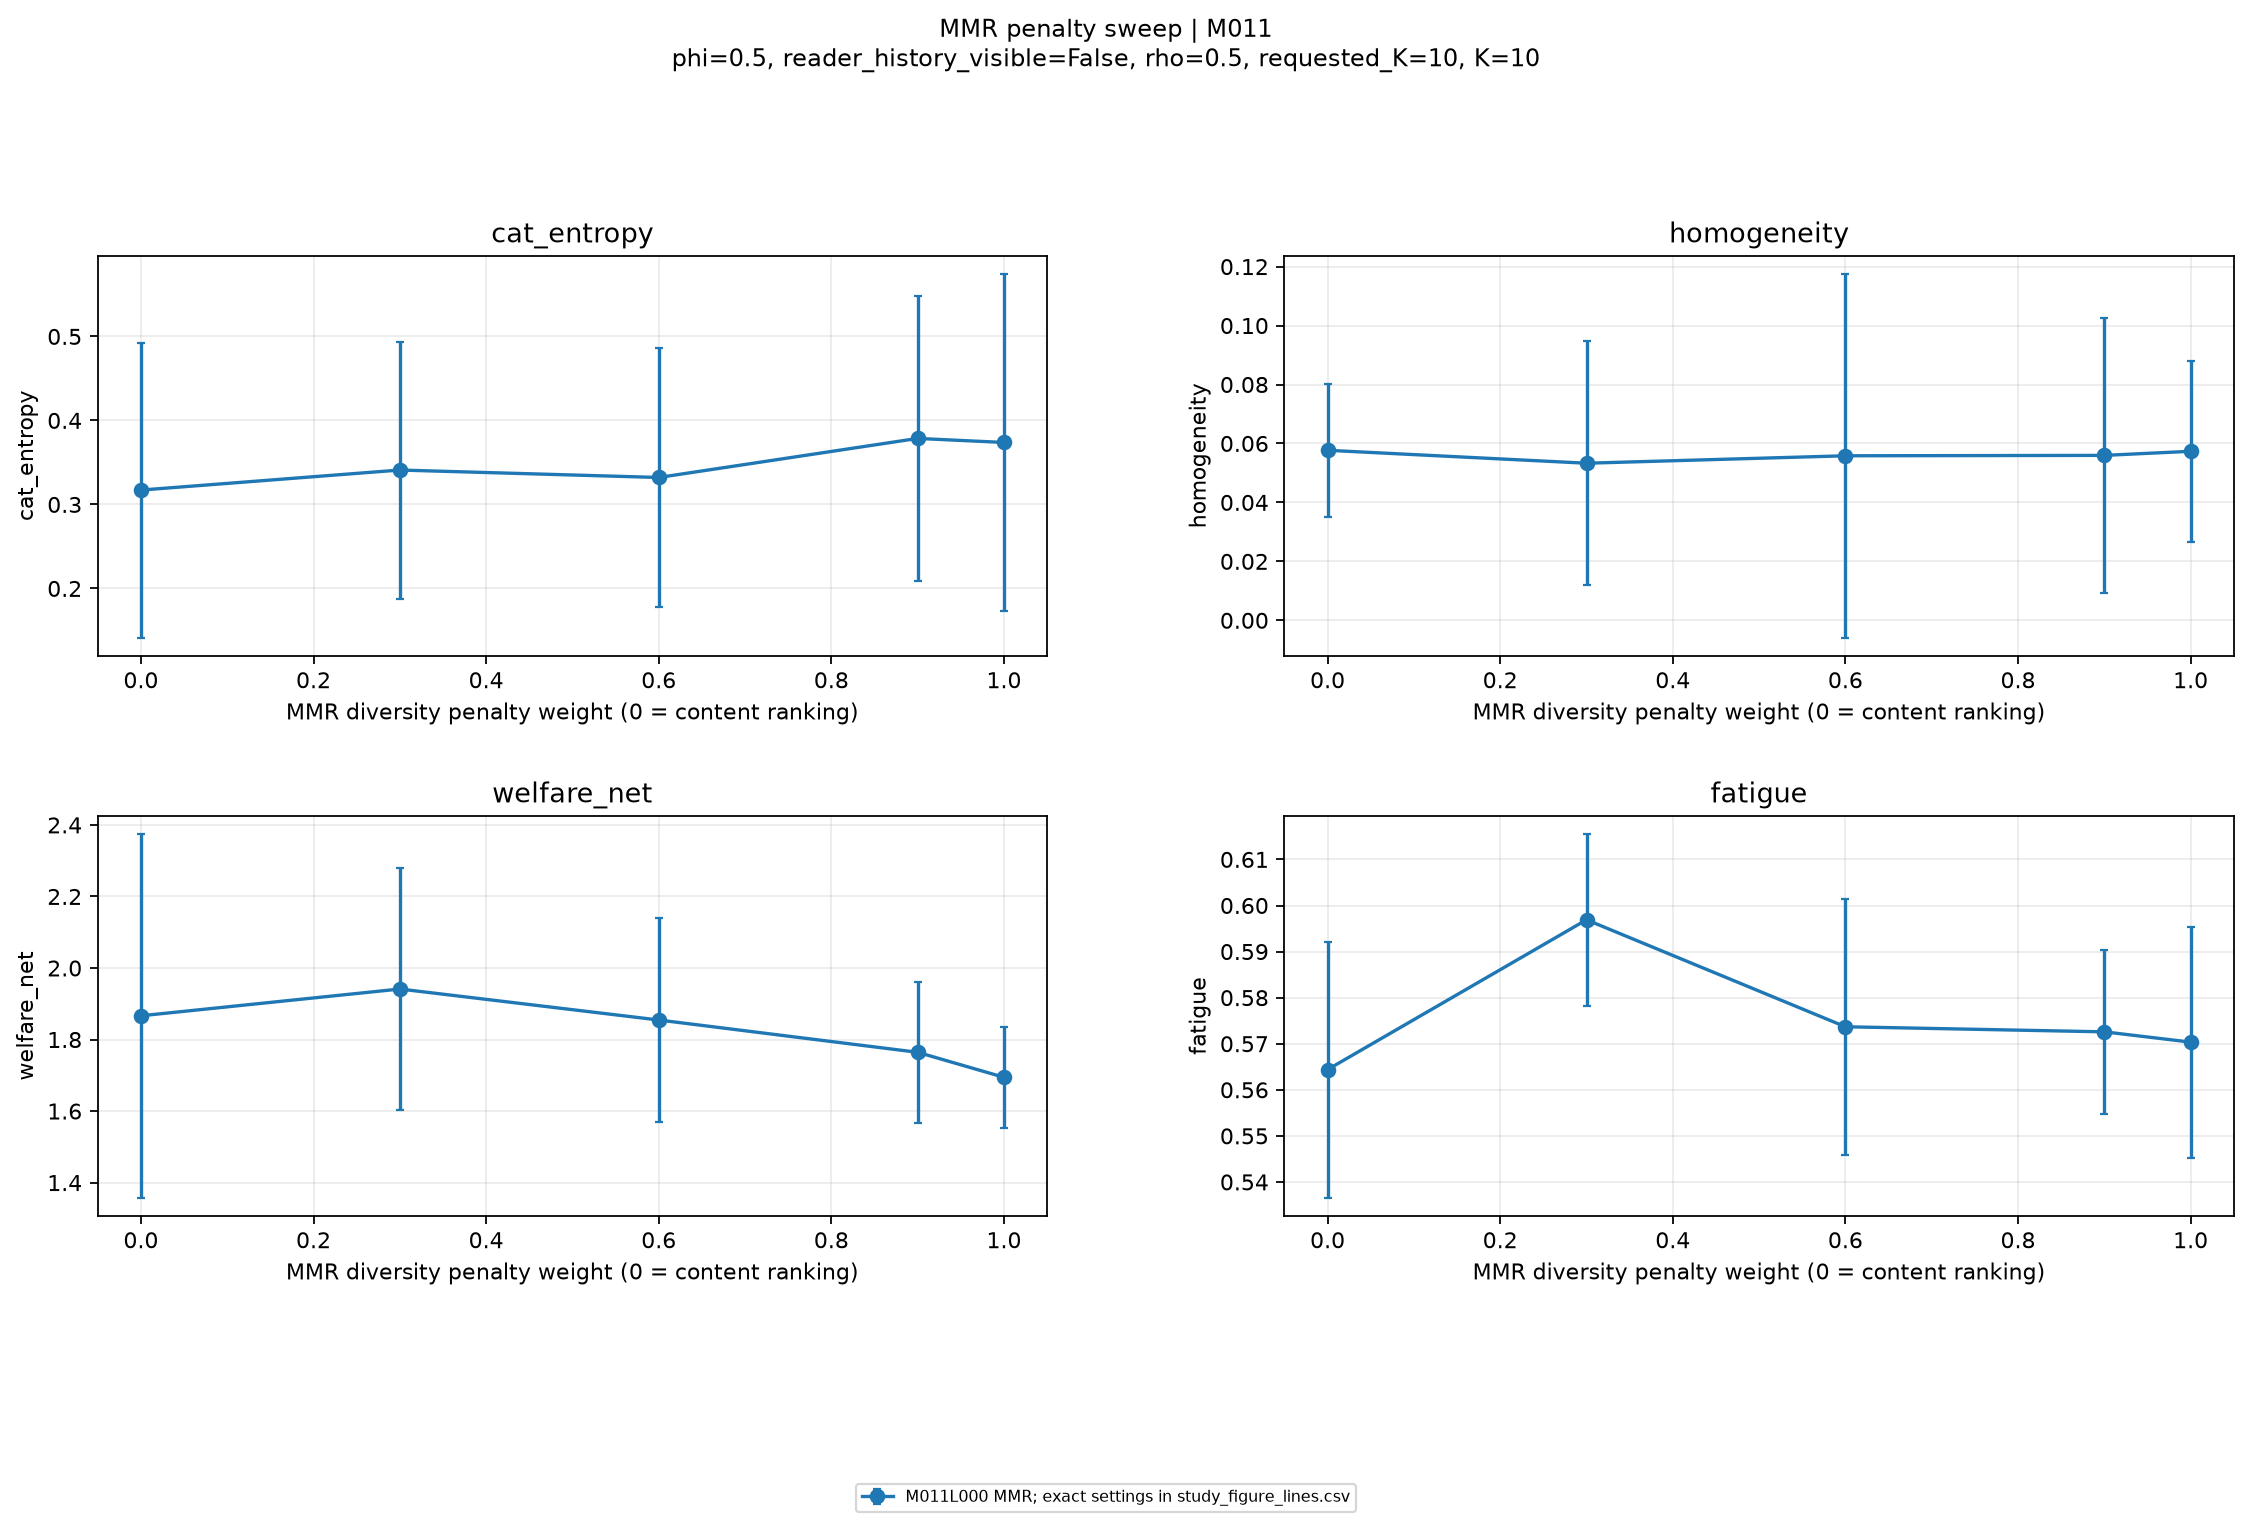 MMR penalty sweep | M011
phi=0.5, reader_history_visible=False, rho=0.5, requested_K=10, K=10
cat_entropy
cat_entropy
0.5
0.4
0.3
0.2
0.0 0.2 0.4 0.6 0.8 1.0
MMR diversity penalty weight (0 = content ranking)
homogeneity
homogeneity
0.12
0.10
0.08
0.06
0.04
0.02
0.00
0.0 0.2 0.4 0.6 0.8 1.0
MMR diversity penalty weight (0 = content ranking)
welfare_net
welfare_net
2.4
2.2
2.0
1.8
1.6
1.4
0.0 0.2 0.4 0.6 0.8 1.0
MMR diversity penalty weight (0 = content ranking)
fatigue
fatigue
0.61
0.60
0.59
0.58
0.57
0.56
0.55
0.54
0.0 0.2 0.4 0.6 0.8 1.0
MMR diversity penalty weight (0 = content ranking)
M011L000 MMR; exact settings in study_figure_lines.csv